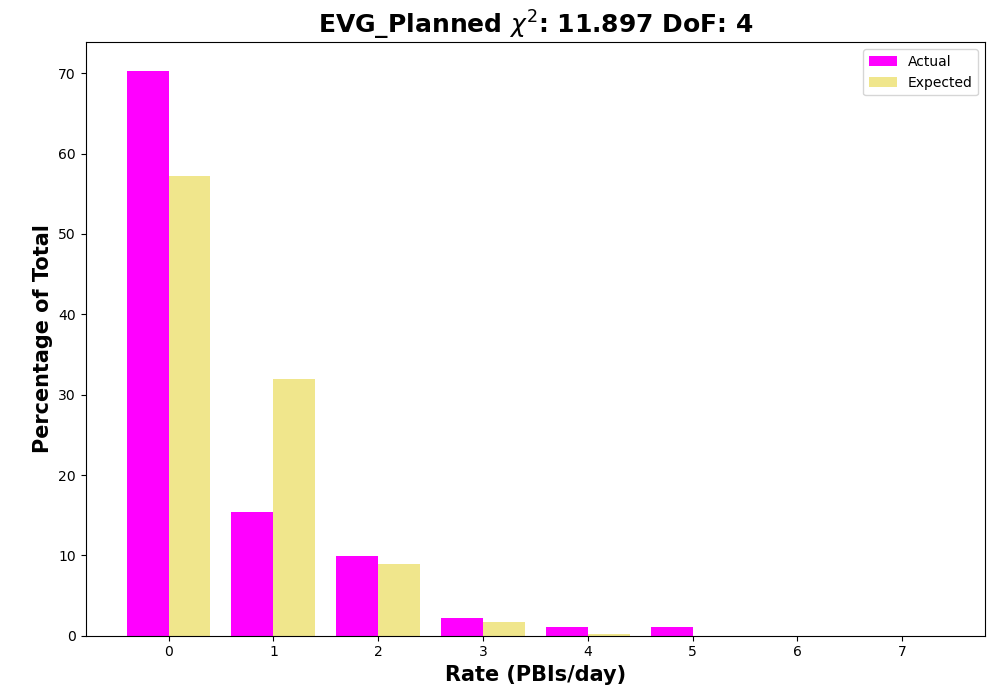 EVG_Planned χ²: 11.897 DoF: 4
Actual
Expected
Percentage of Total
70
60
50
40
30
20
10
0
0 1 2 3 4 5 6 7
Rate (PBIs/day)